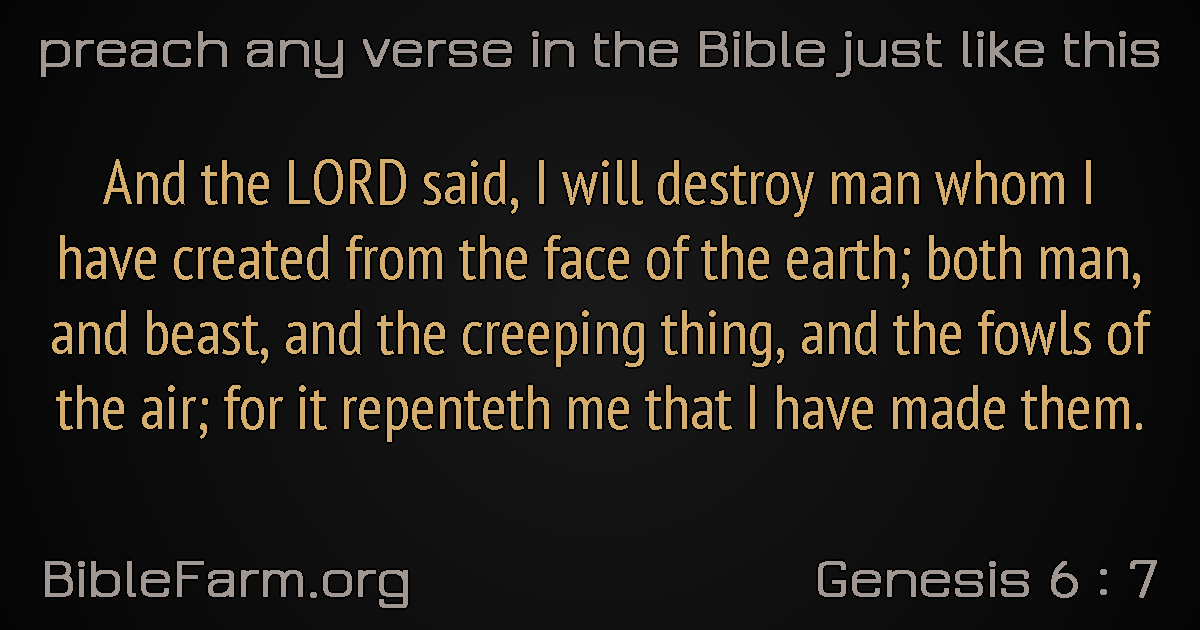 preach any verse in the Bible just like this
And the LORD said, I will destroy man whom I
have created from the face of the earth; both man,
and beast, and the creeping thing, and the fowls of
the air; for it repenteth me that I have made them.
BibleFarm.org
Genesis 6 : 7